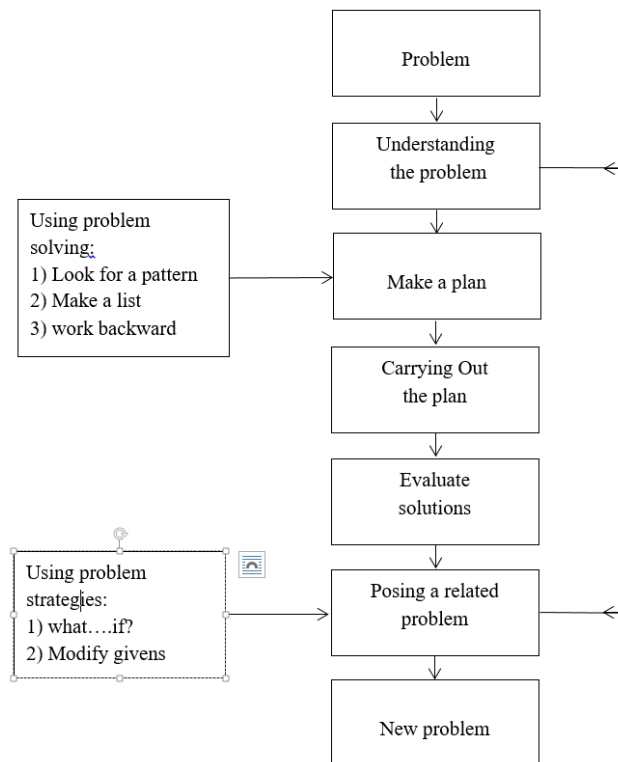 Problem
Understanding
the problem
Using problem
solving:
1) Look for a pattern
2) Make a list
3) work backward
Make a plan
Carrying Out
the plan
Evaluate
solutions
Using problem
strategies:
1) what….if?
2) Modify givens
Posing a related
problem
New problem